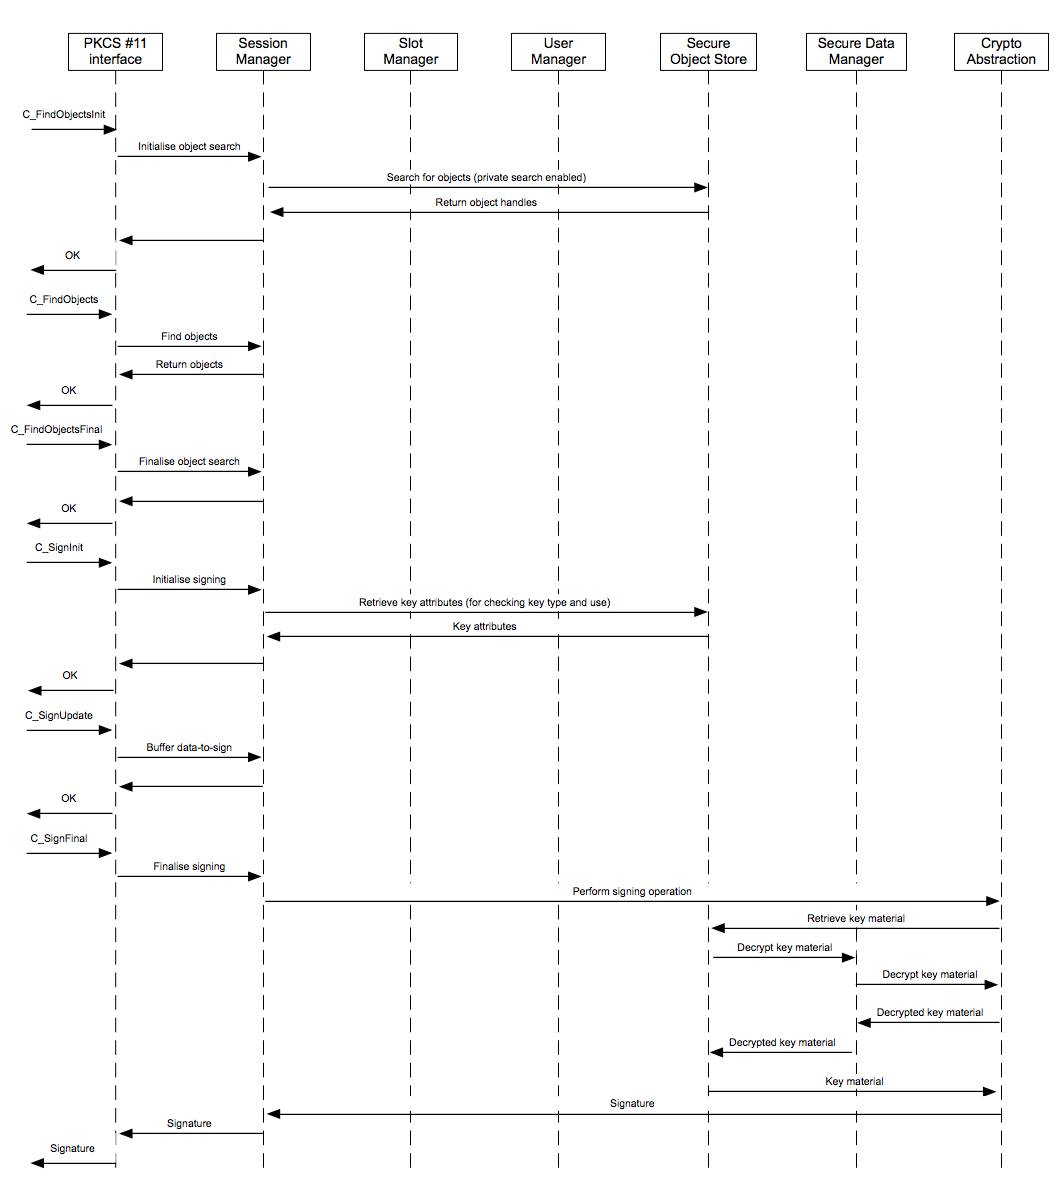 PKCS #11
interface
Session
Manager
Slot
Manager
User
Manager
Secure
Object Store
Secure Data
Manager
Crypto
Abstraction
C_FindObjectsInit
Initialise object search
Search for objects (private search enabled)
Return object handles
OK
C_FindObjects
Find objects
Return objects
OK
C_FindObjectsFinal
Finalise object search
OK
C_SignInit
Initialise signing
Retrieve key attributes (for checking key type and use)
Key attributes
OK
C_SignUpdate
Buffer data-to-sign
OK
C_SignFinal
Finalise signing
Perform signing operation
Retrieve key material
Decrypt key material
Decrypt key material
Decrypted key material
Decrypted key material
Key material
Signature
Signature
Signature